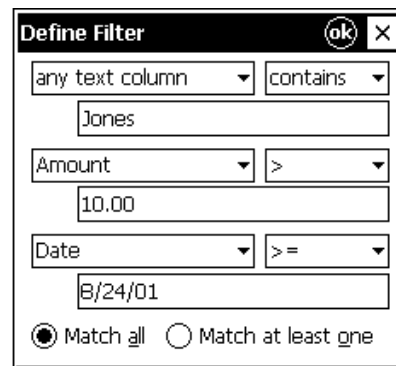 Define Filter ok
any text column contains
Jones
Amount >
10.00
Date >=
8/24/01
Match all Match at least one